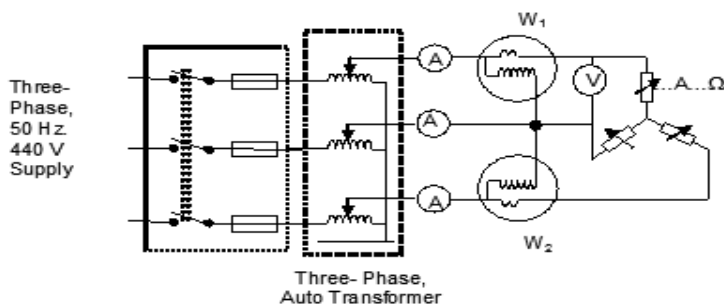 Three-
Phase,
50 Hz.
440 V
Supply
A
A
A
W1
V
...A...Ω
W2
Three- Phase,
Auto Transformer